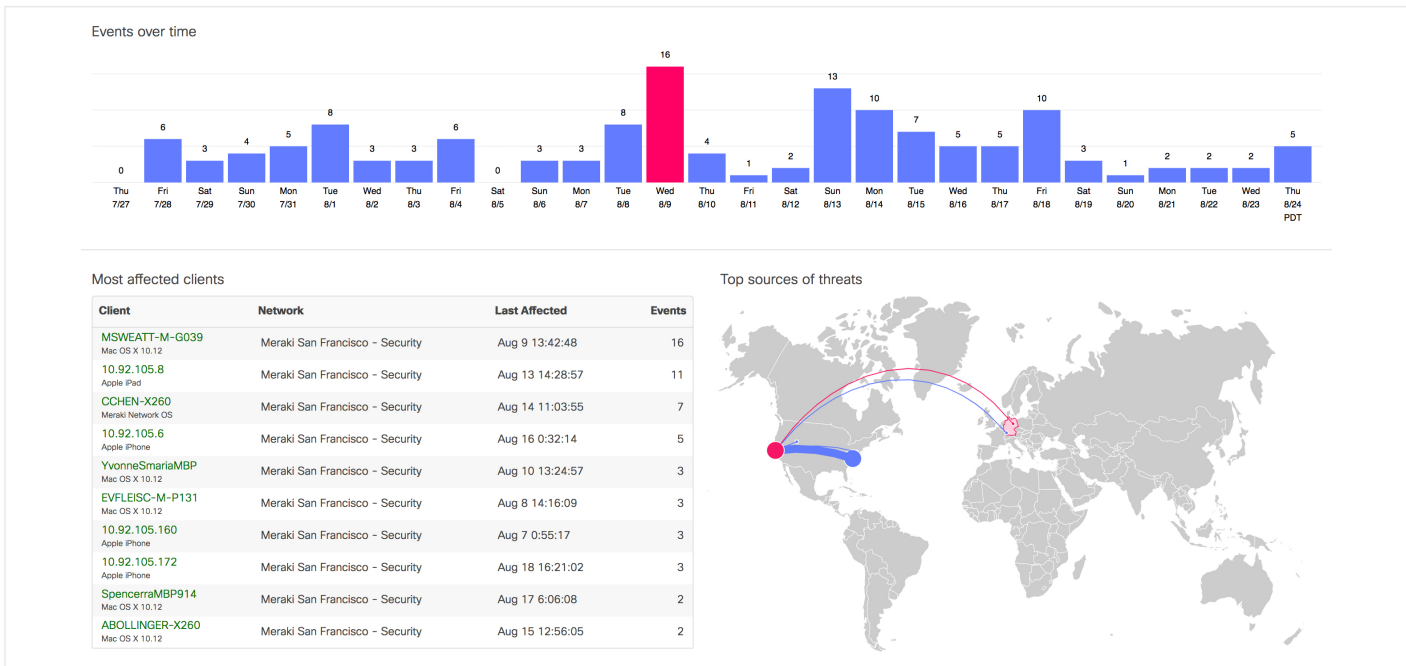 Events over time
16
13
10
10
8
8
7
6
6
5
5
5
5
4
4
3
3
3
3
3
3
2
2
2
2
1
1
0
0
Thu Fri Sat Sun Mon Tue Wed Thu Fri Sat Sun Mon Tue Wed Thu Fri Sat Sun Mon Tue Wed Thu Fri Sat Sun Mon Tue Wed Thu
7/27 7/28 7/29 7/30 7/31 8/1 8/2 8/3 8/4 8/5 8/6 8/7 8/8 8/9 8/10 8/11 8/12 8/13 8/14 8/15 8/16 8/17 8/18 8/19 8/20 8/21 8/22 8/23 8/24
PDT
Most affected clients
Client Network Last Affected Events
MSWEATT-M-G039 Meraki San Francisco - Security Aug 9 13:42:48 16
Mac OS X 10.12
10.92.105.8 Meraki San Francisco - Security Aug 13 14:28:57 11
Apple iPad
CCHEN-X260 Meraki San Francisco - Security Aug 14 11:03:55 7
Meraki Network OS
10.92.105.6 Meraki San Francisco - Security Aug 16 0:32:14 5
Apple iPhone
YvonneSmariaMBP Meraki San Francisco - Security Aug 10 13:24:57 3
Mac OS X 10.12
EVFLEISC-M-P131 Meraki San Francisco - Security Aug 8 14:16:09 3
Mac OS X 10.12
10.92.105.160 Meraki San Francisco - Security Aug 7 0:55:17 3
Apple iPhone
10.92.105.172 Meraki San Francisco - Security Aug 18 16:21:02 3
Apple iPhone
SpencerraMBP914 Meraki San Francisco - Security Aug 17 6:06:08 2
Mac OS X 10.12
ABOLLINGER-X260 Meraki San Francisco - Security Aug 15 12:56:05 2
Mac OS X 10.12
Top sources of threats